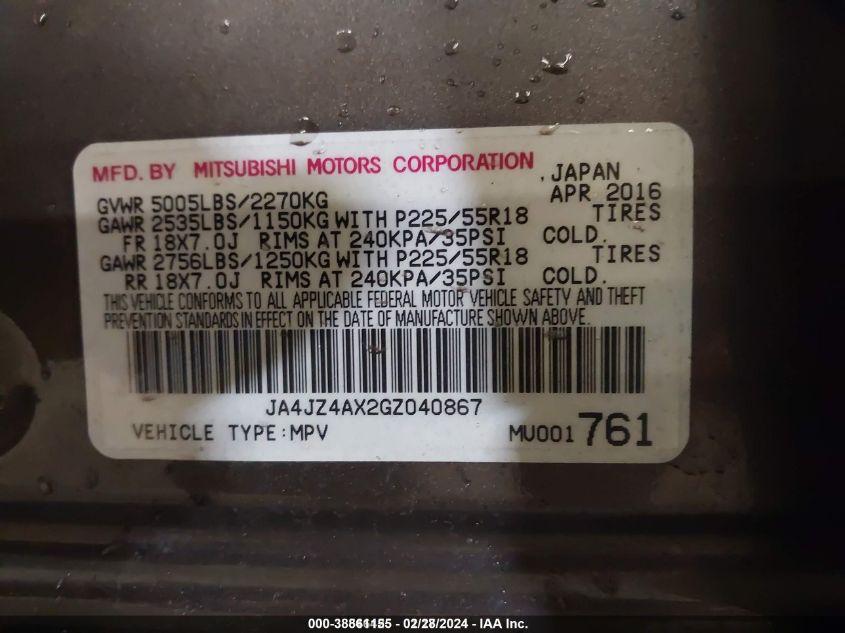 MFD. BY MITSUBISHI MOTORS CORPORATION, JAPAN
GVWR 5005LBS/2270KG APR 2016
GAWR 2535LBS/1150KG WITH P225/55R18 TIRES
FR 18X7.0J RIMS AT 240KPA/35PSI COLD.
GAWR 2756LBS/1250KG WITH P225/55R18 TIRES
RR 18X7.0J RIMS AT 240KPA/35PSI COLD.
THIS VEHICLE CONFORMS TO ALL APPLICABLE FEDERAL MOTOR VEHICLE SAFETY AND THEFT
PREVENTION STANDARDS IN EFFECT ON THE DATE OF MANUFACTURE SHOWN ABOVE.
JA4JZ4AX2GZ040867
VEHICLE TYPE:MPV MU001761
000-38861155 - 02/28/2024 - IAA Inc.